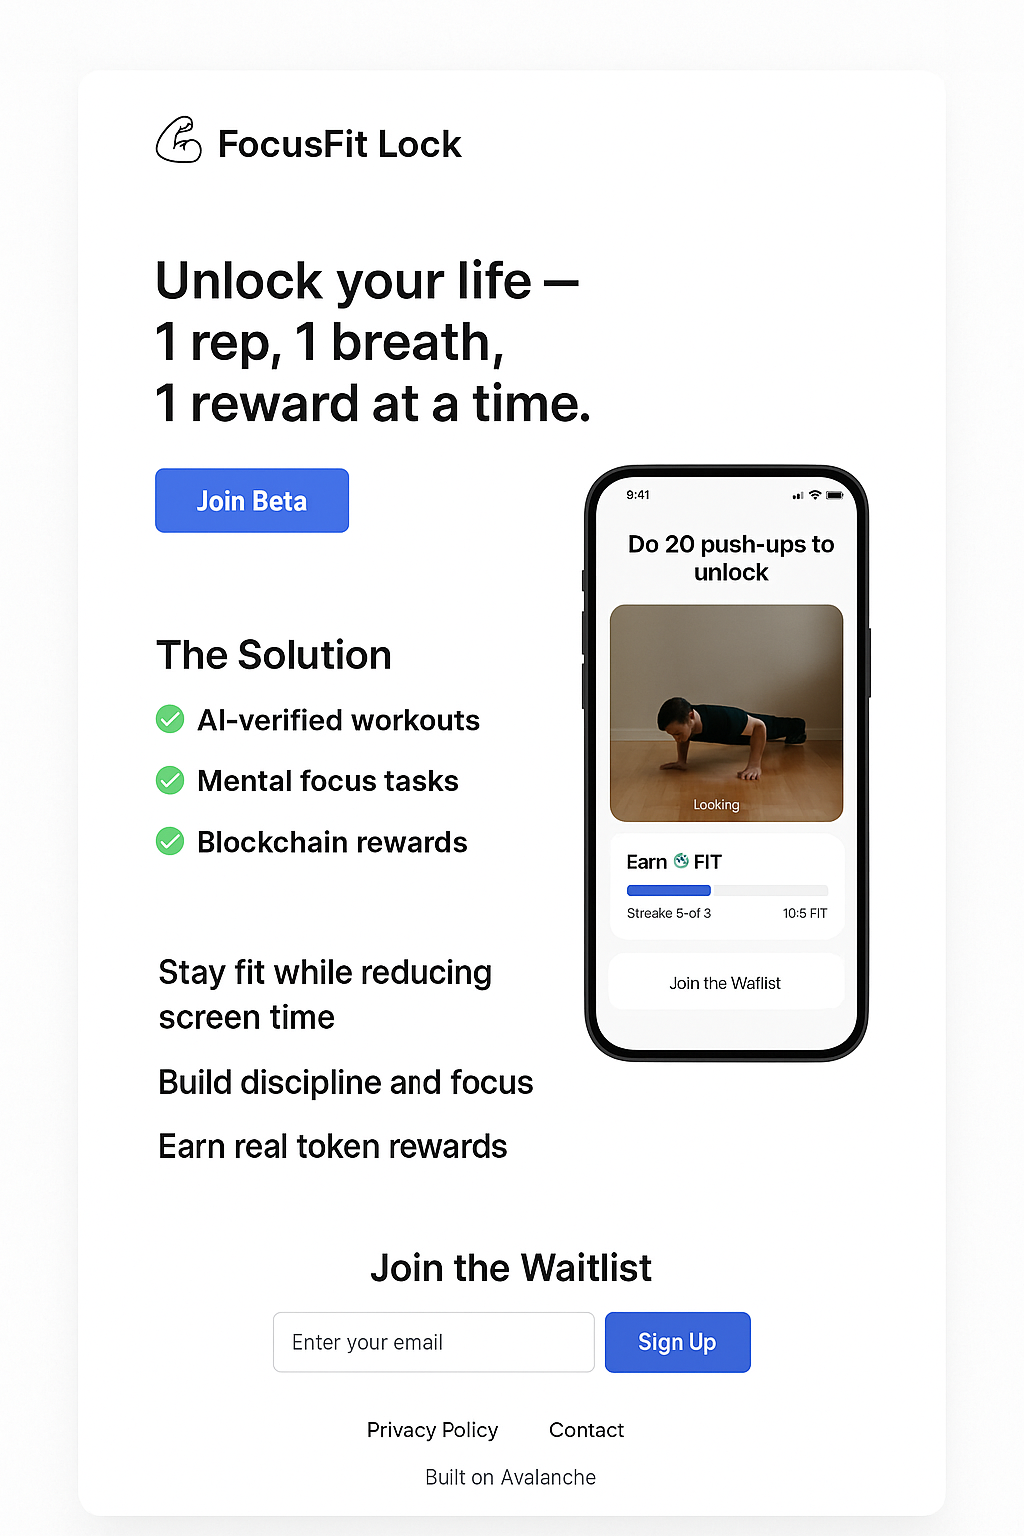 FocusFit Lock
Unlock your life –
1 rep, 1 breath,
1 reward at a time.
Join Beta
9:41
Do 20 push-ups to
unlock
Looking
Earn FIT
Streake 5-of 3 10:5 FIT
Join the Waflist
The Solution
AI-verified workouts
Mental focus tasks
Blockchain rewards
Stay fit while reducing
screen time
Build discipline and focus
Earn real token rewards
Join the Waitlist
Enter your email
Sign Up
Privacy Policy Contact
Built on Avalanche